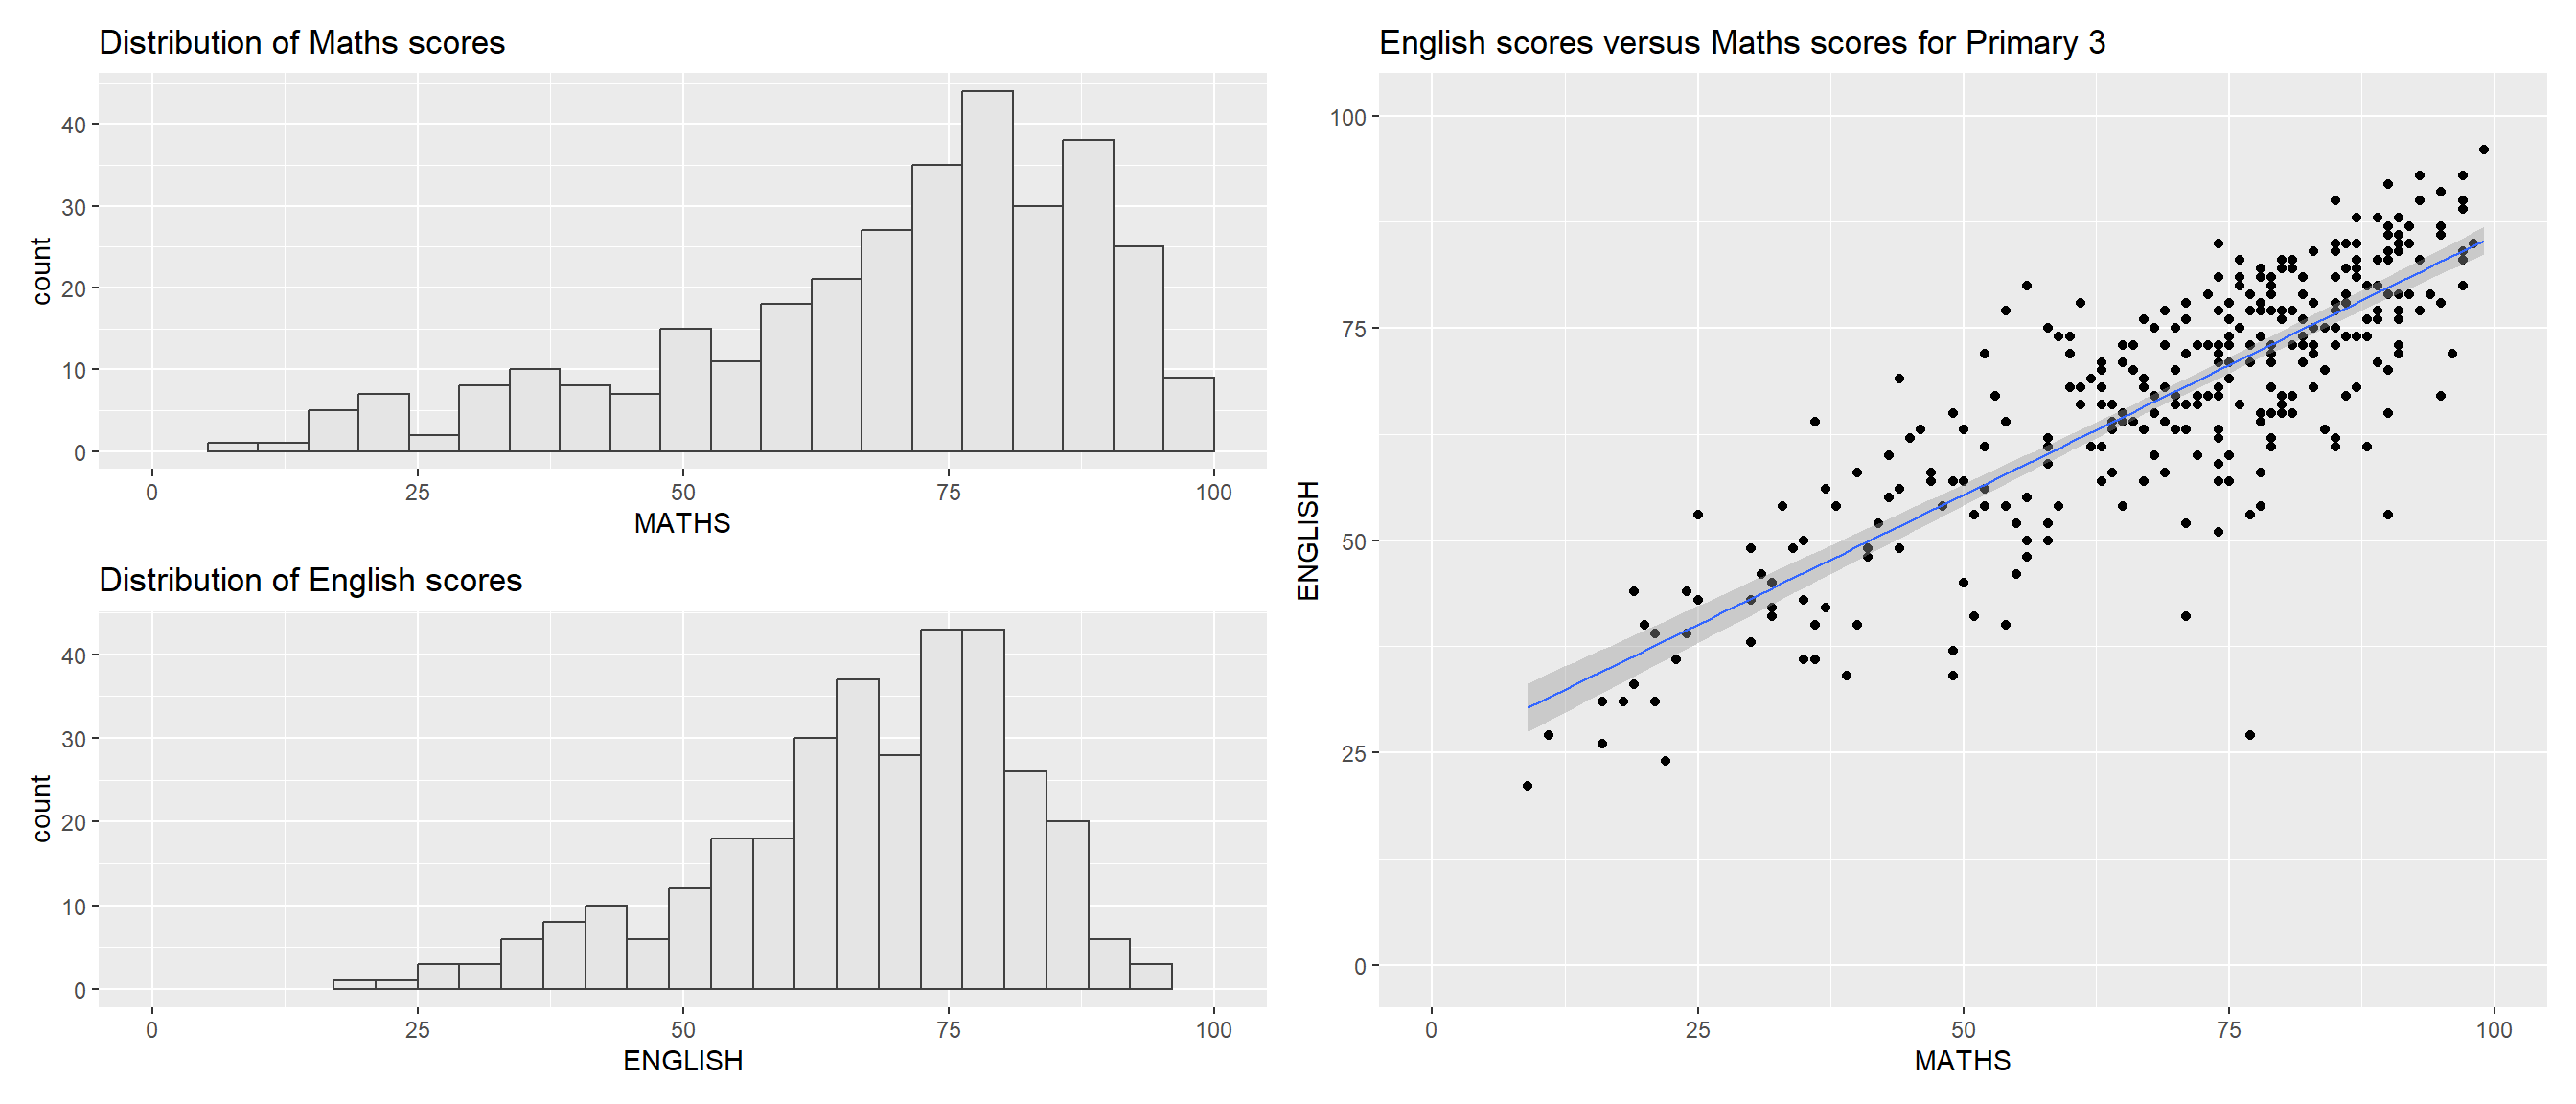 Distribution of Maths scores
count
40
30
20
10
0
0 25 50 75 100
MATHS
Distribution of English scores
count
40
30
20
10
0
0 25 50 75 100
ENGLISH
English scores versus Maths scores for Primary 3
ENGLISH
100
75
50
25
0
0 25 50 75 100
MATHS